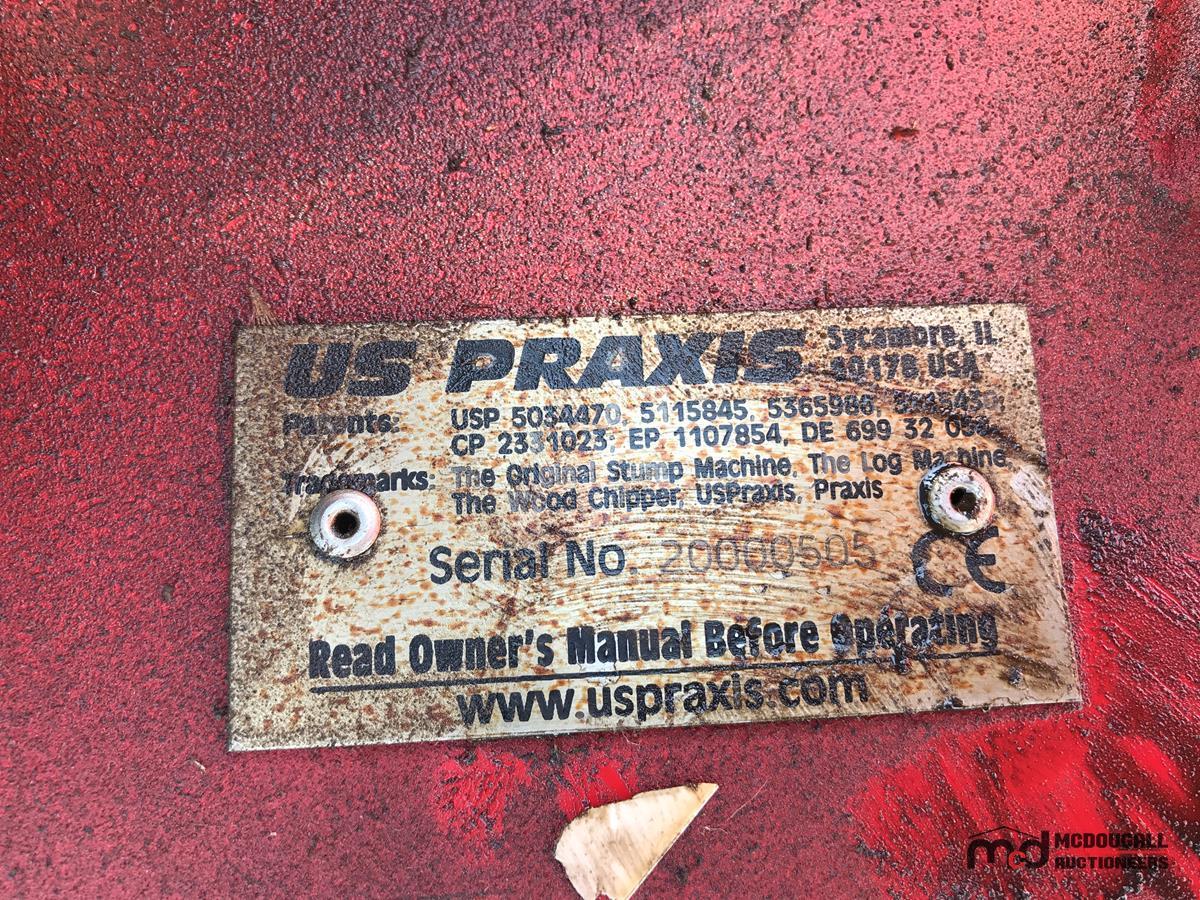 US PRAXIS
Sycamore, IL
USA
Patents: USP 5034470, 5115845, 5365986,
CP 2331023; EP 1107854, DE 699 32
Trademarks: The Original Stump Machine, The Log Machine,
The Wood Chipper, USPraxis, Praxis
Serial No. 20000505
CE
Read Owner's Manual Before Operating
www.uspraxis.com
mcd MCDOUGALL
AUCTIONEERS